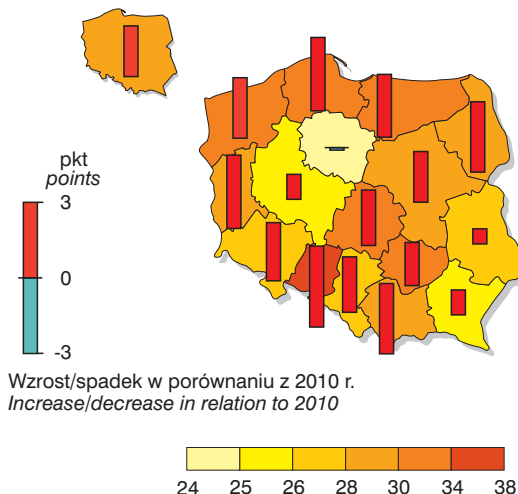 pkt
points
3
0
-3
Wzrost/spadek w porównaniu z 2010 r.
Increase/decrease in relation to 2010
24 25 26 28 30 34 38